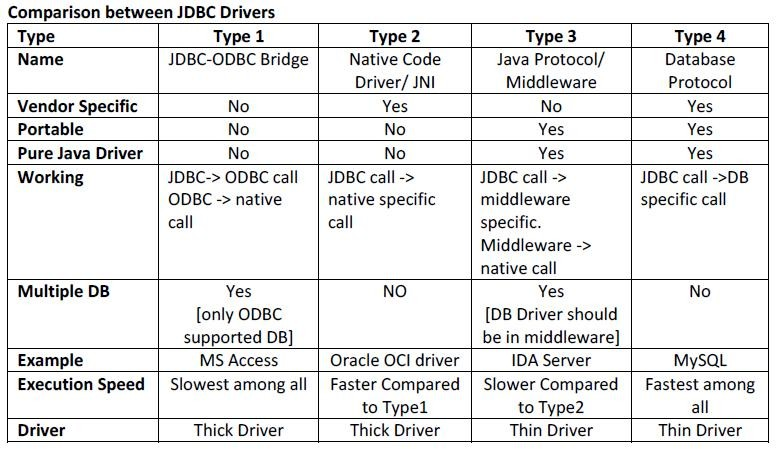 Comparison between JDBC Drivers
Type Type 1 Type 2 Type 3 Type 4
Name JDBC-ODBC Bridge Native Code Java Protocol/ Database
Driver/ JNI Middleware Protocol
Vendor Specific No Yes No Yes
Portable No No Yes Yes
Pure Java Driver No No Yes Yes
Working JDBC-> ODBC call JDBC call -> JDBC call -> JDBC call ->DB
ODBC -> native native specific middleware specific call
call call specific.
Middleware ->
native call
Multiple DB Yes NO Yes No
[only ODBC [DB Driver should
supported DB] be in middleware]
Example MS Access Oracle OCI driver IDA Server MySQL
Execution Speed Slowest among all Faster Compared Slower Compared Fastest among
to Type1 to Type2 all
Driver Thick Driver Thick Driver Thin Driver Thin Driver